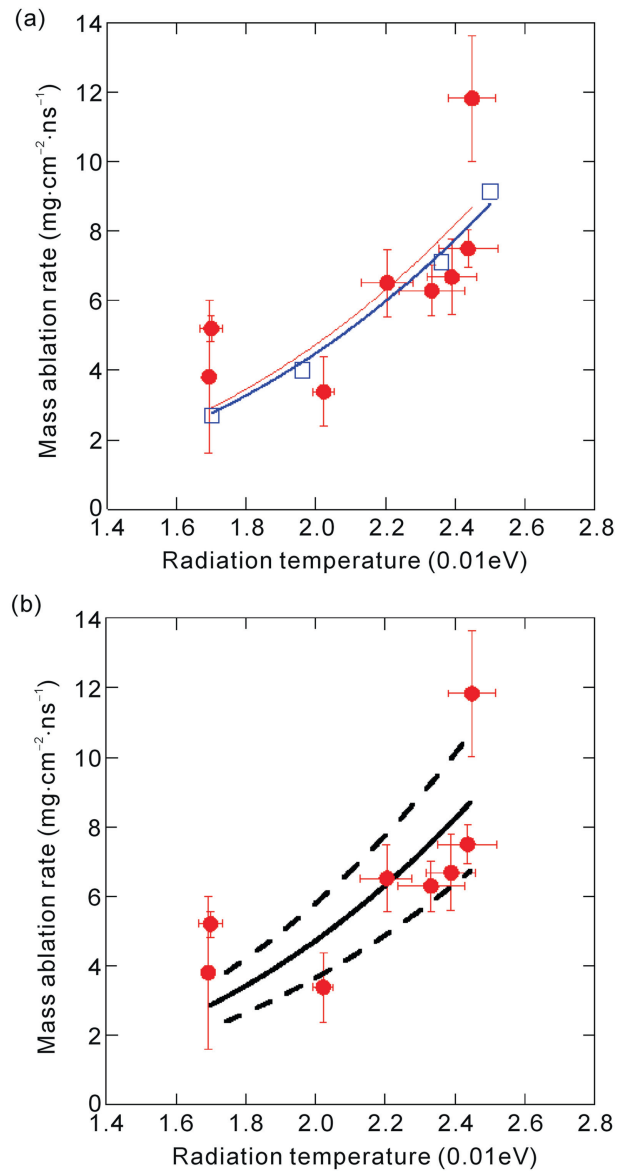 (a)
14
12
10
8
6
4
2
0
Mass ablation rate (mg·cm⁻²·ns⁻¹)
1.4 1.6 1.8 2.0 2.2 2.4 2.6 2.8
Radiation temperature (0.01eV)
(b)
14
12
10
8
6
4
2
0
Mass ablation rate (mg·cm⁻²·ns⁻¹)
1.4 1.6 1.8 2.0 2.2 2.4 2.6 2.8
Radiation temperature (0.01eV)